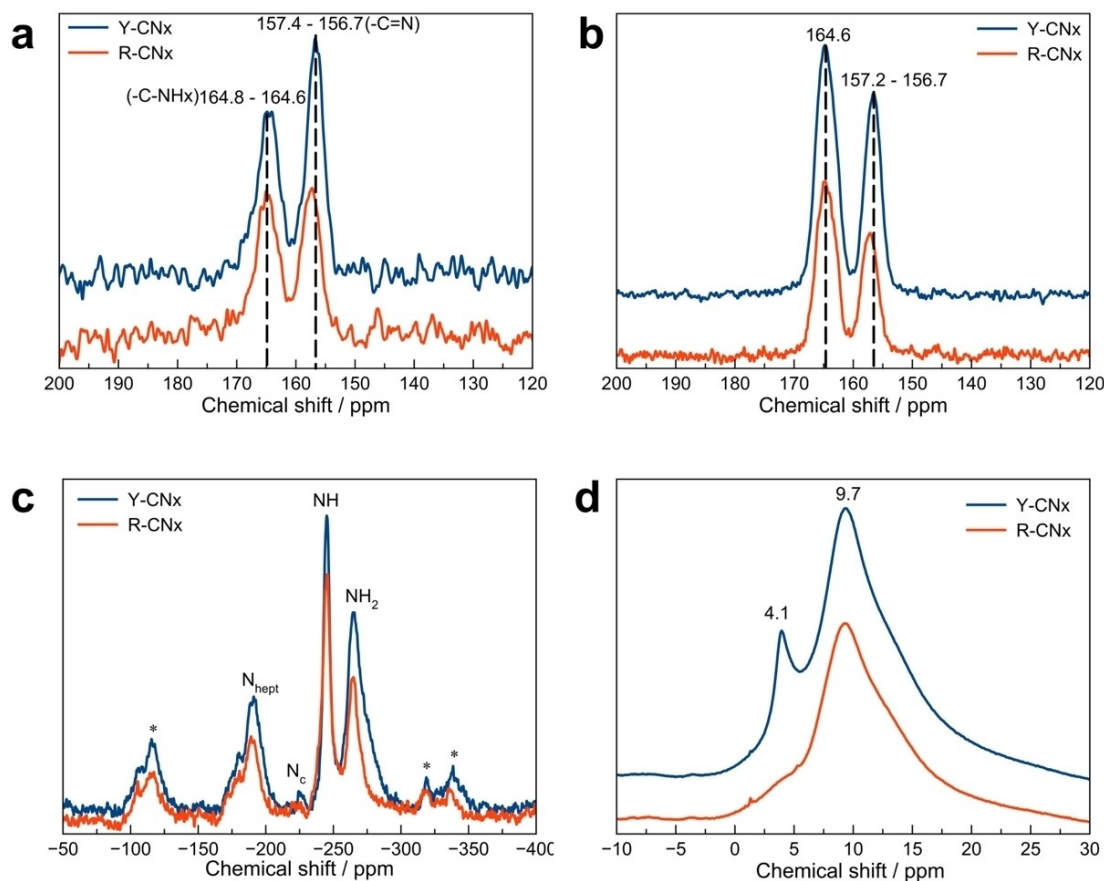 a
Y-CNx
R-CNx
157.4 - 156.7(-C=N)
(-C-NHx)164.8 - 164.6
200 190 180 170 160 150 140 130 120
Chemical shift / ppm
b
Y-CNx
R-CNx
164.6
157.2 - 156.7
200 190 180 170 160 150 140 130 120
Chemical shift / ppm
c
Y-CNx
R-CNx
NH
NH2
Nhept
Nc
*
*
*
−50 −100 −150 −200 −250 −300 −350 −400
Chemical shift / ppm
d
Y-CNx
R-CNx
9.7
4.1
−10 −5 0 5 10 15 20 25 30
Chemical shift / ppm